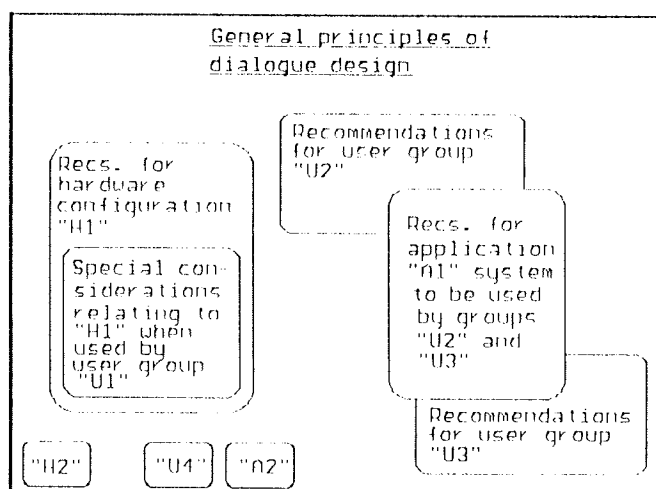 General principles of
dialogue design
Recs. for
hardware
configuration
"H1"
Special con-
siderations
relating to
"H1" when
used by
user group
"U1"
Recommendations
for user group
"U2"
Recs. for
application
"A1" system
to be used
by groups
"U2" and
"U3"
Recommendations
for user group
"U3"
"H2"
"U4"
"A2"